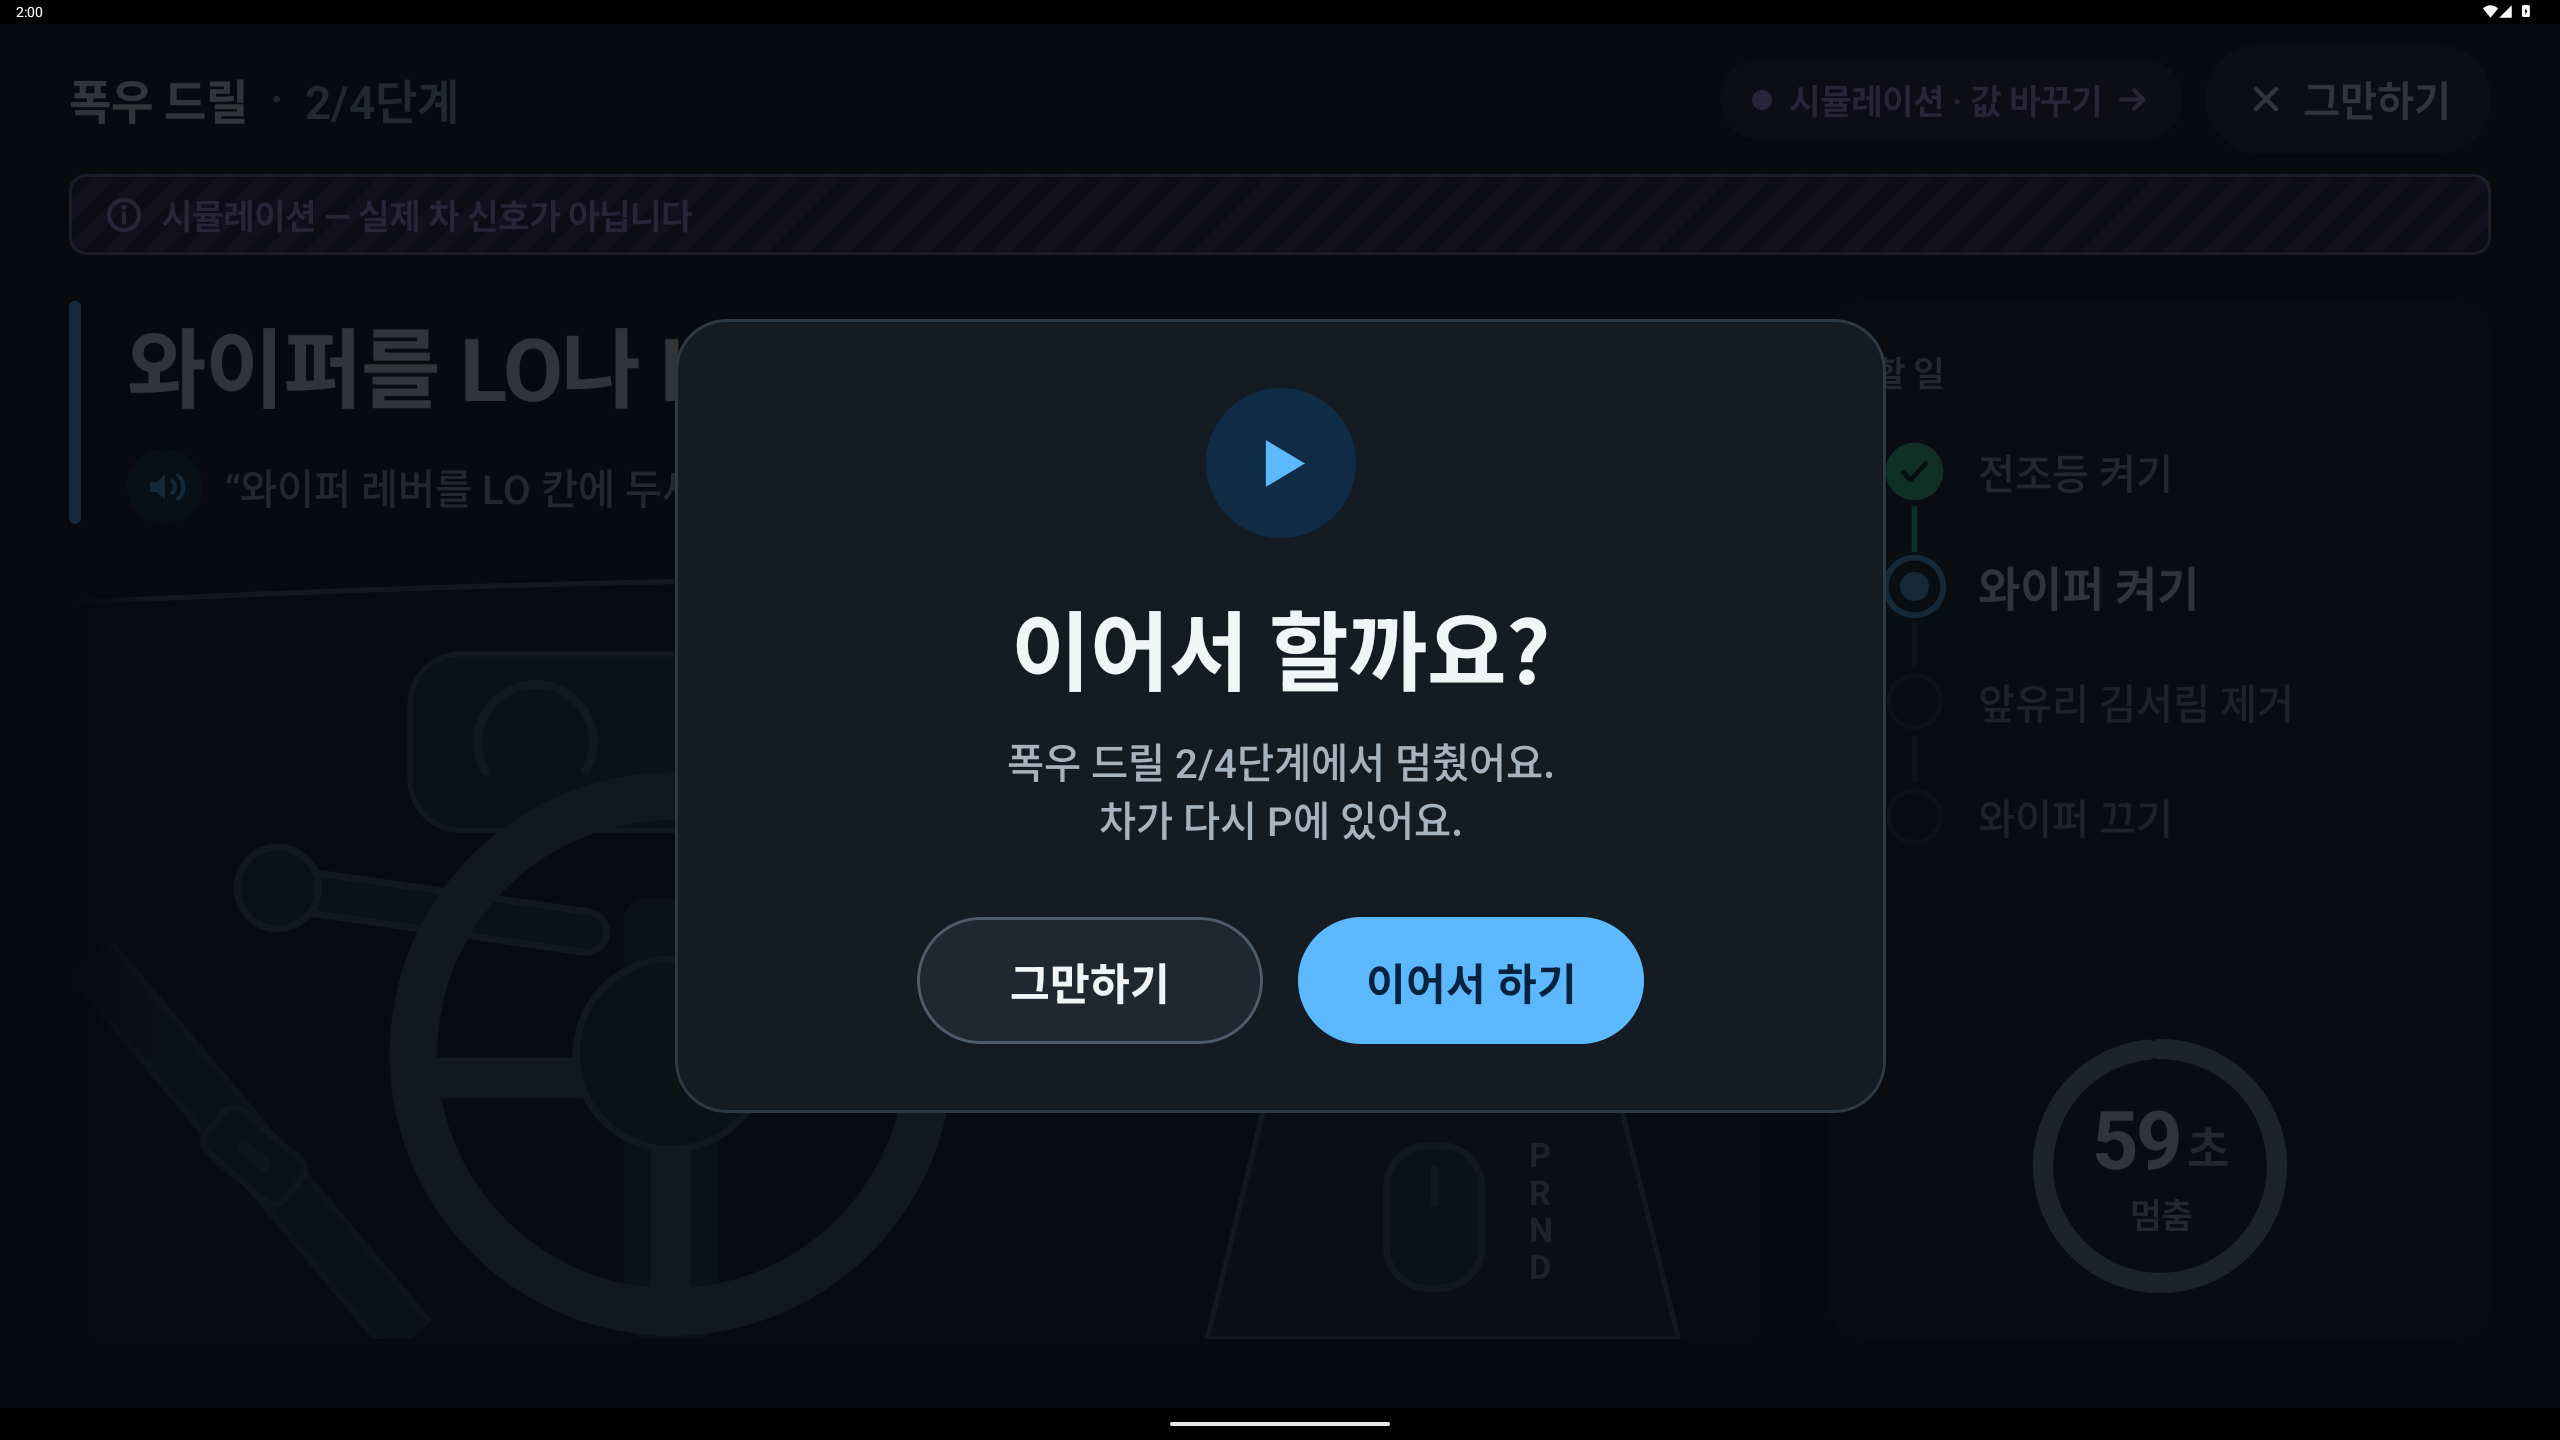 2:00
폭우 드릴 · 2/4단계
시뮬레이션 · 값 바꾸기 →
그만하기
시뮬레이션 – 실제 차 신호가 아닙니다
와이퍼를 LO나
“와이퍼 레버를 LO 칸에
할 일
전조등 켜기
와이퍼 켜기
앞유리 김서림 제거
와이퍼 끄기
이어서 할까요?
폭우 드릴 2/4단계에서 멈췄어요.
차가 다시 P에 있어요.
그만하기
이어서 하기
P
R
N
D
59초
멈춤